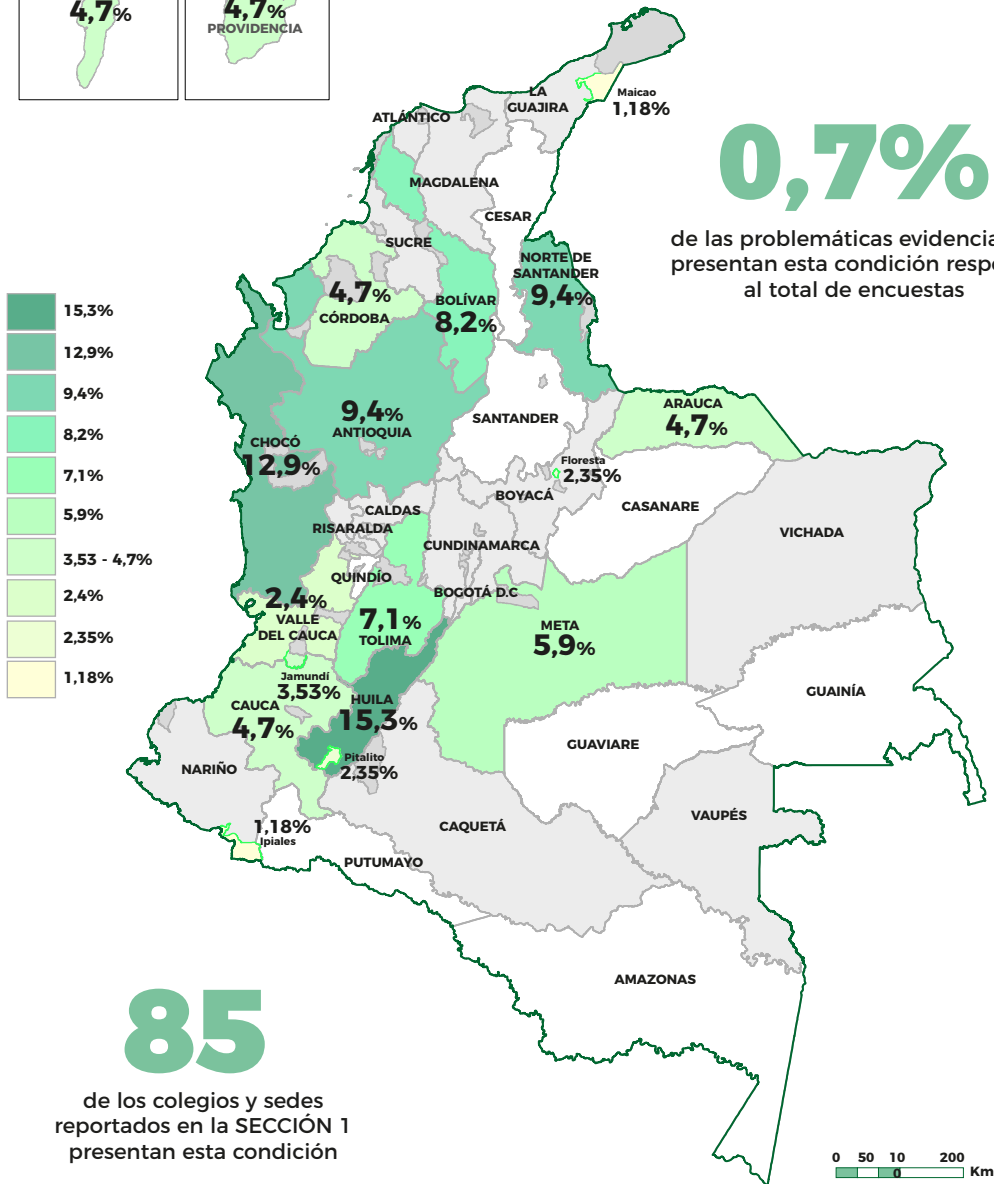 4,7%
4,7%
PROVIDENCIA
LA
GUAJIRA
Maicao
1,18%
ATLÁNTICO
MAGDALENA
CESAR
SUCRE
0,7%
de las problemáticas
presentan esta condición
al total de encuestas
NORTE DE
SANTANDER
9,4%
4,7%
CÓRDOBA
BOLÍVAR
8,2%
15,3%
12,9%
9,4%
8,2%
7,1%
5,9%
3,53 - 4,7%
2,4%
2,35%
1,18%
9,4%
ANTIOQUIA
SANTANDER
ARAUCA
4,7%
CHOCÓ
12,9%
Floresta
2,35%
BOYACÁ
CASANARE
CALDAS
RISARALDA
CUNDINAMARCA
VICHADA
QUINDÍO
BOGOTÁ D.C
2,4%
VALLE
DEL CAUCA
7,1%
TOLIMA
META
5,9%
Jamundí
3,53%
CAUCA
4,7%
HUILA
15,3%
GUAINÍA
GUAVIARE
NARIÑO
Pitalito
2,35%
1,18%
Ipiales
CAQUETÁ
VAUPÉS
PUTUMAYO
AMAZONAS
85
de los colegios y sedes
reportados en la SECCIÓN 1
presentan esta condición
0 50 10
0 200
Km